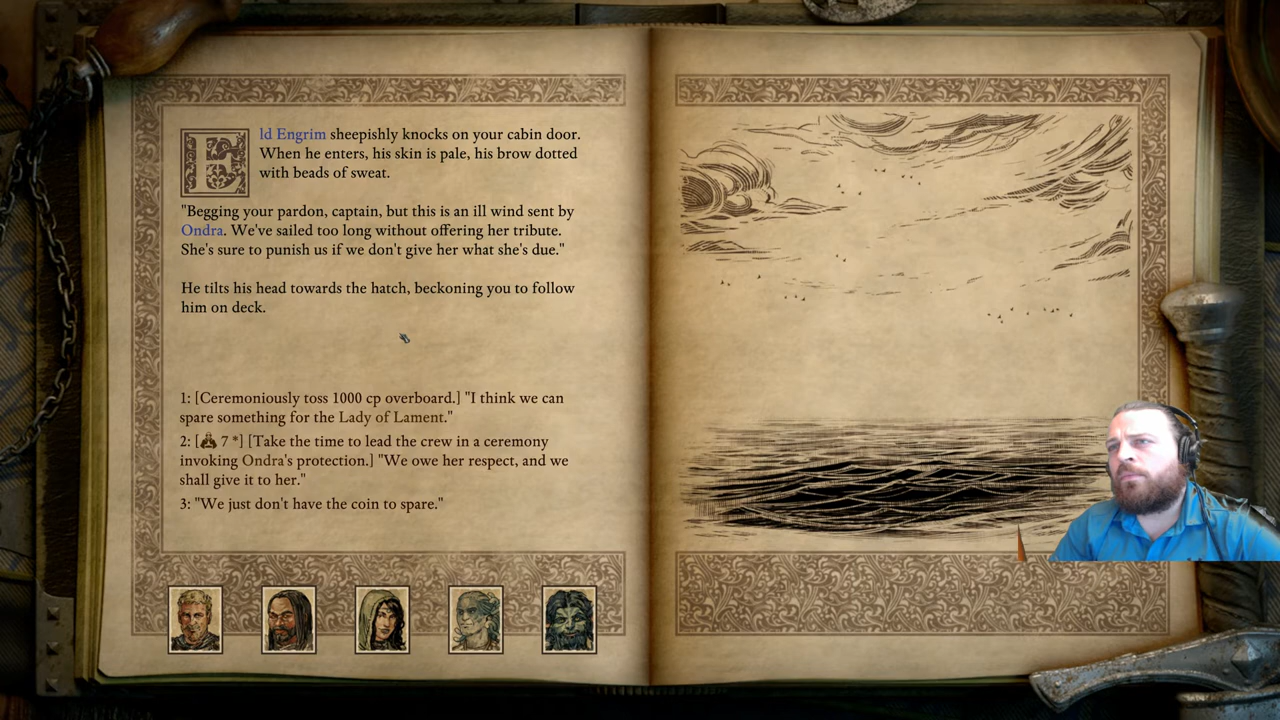 Eld Engrim sheepishly knocks on your cabin door.
When he enters, his skin is pale, his brow dotted
with beads of sweat.
"Begging your pardon, captain, but this is an ill wind sent by
Ondra. We've sailed too long without offering her tribute.
She's sure to punish us if we don't give her what she's due."
He tilts his head towards the hatch, beckoning you to follow
him on deck.
1: [Ceremoniously toss 1000 cp overboard.] "I think we can
spare something for the Lady of Lament."
2: [7 *] [Take the time to lead the crew in a ceremony
invoking Ondra's protection.] "We owe her respect, and we
shall give it to her."
3: "We just don't have the coin to spare."